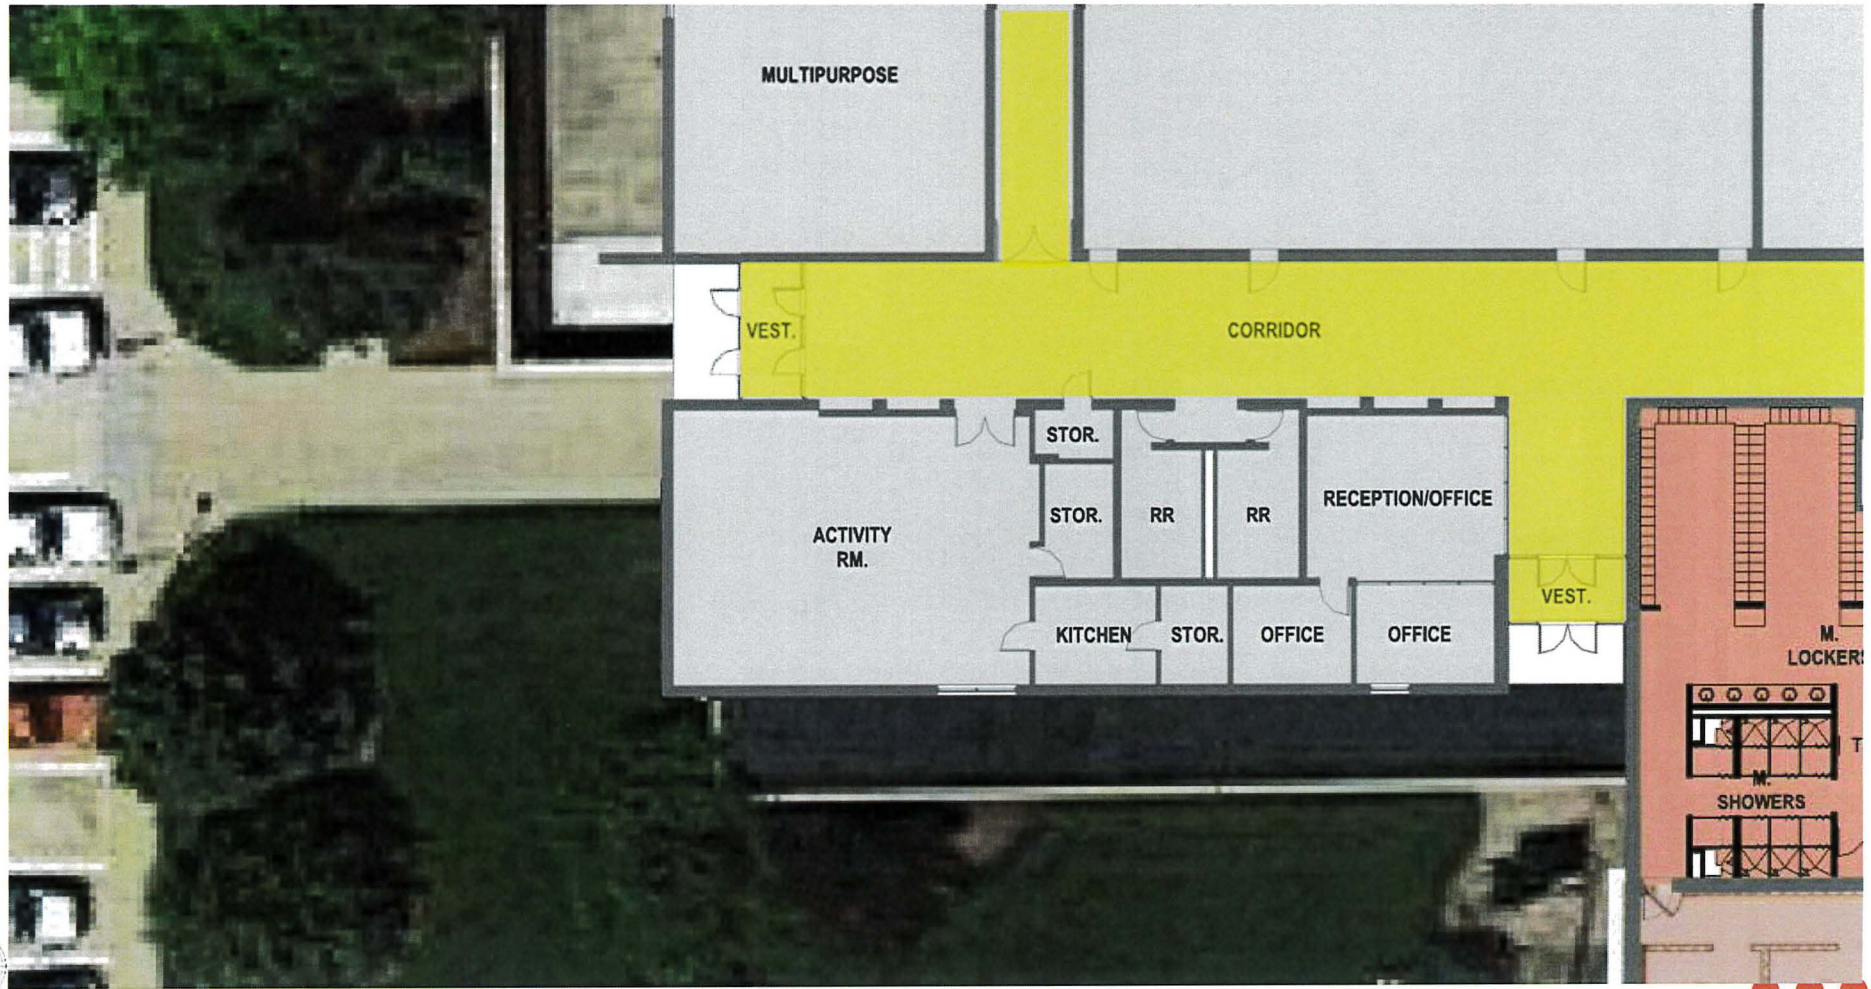 MULTIPURPOSE
VEST.
CORRIDOR
STOR.
STOR.
RR
RR
RECEPTION/OFFICE
ACTIVITY
RM.
VEST.
KITCHEN
STOR.
OFFICE
OFFICE
M.
LOCKERS
T
M.
SHOWERS